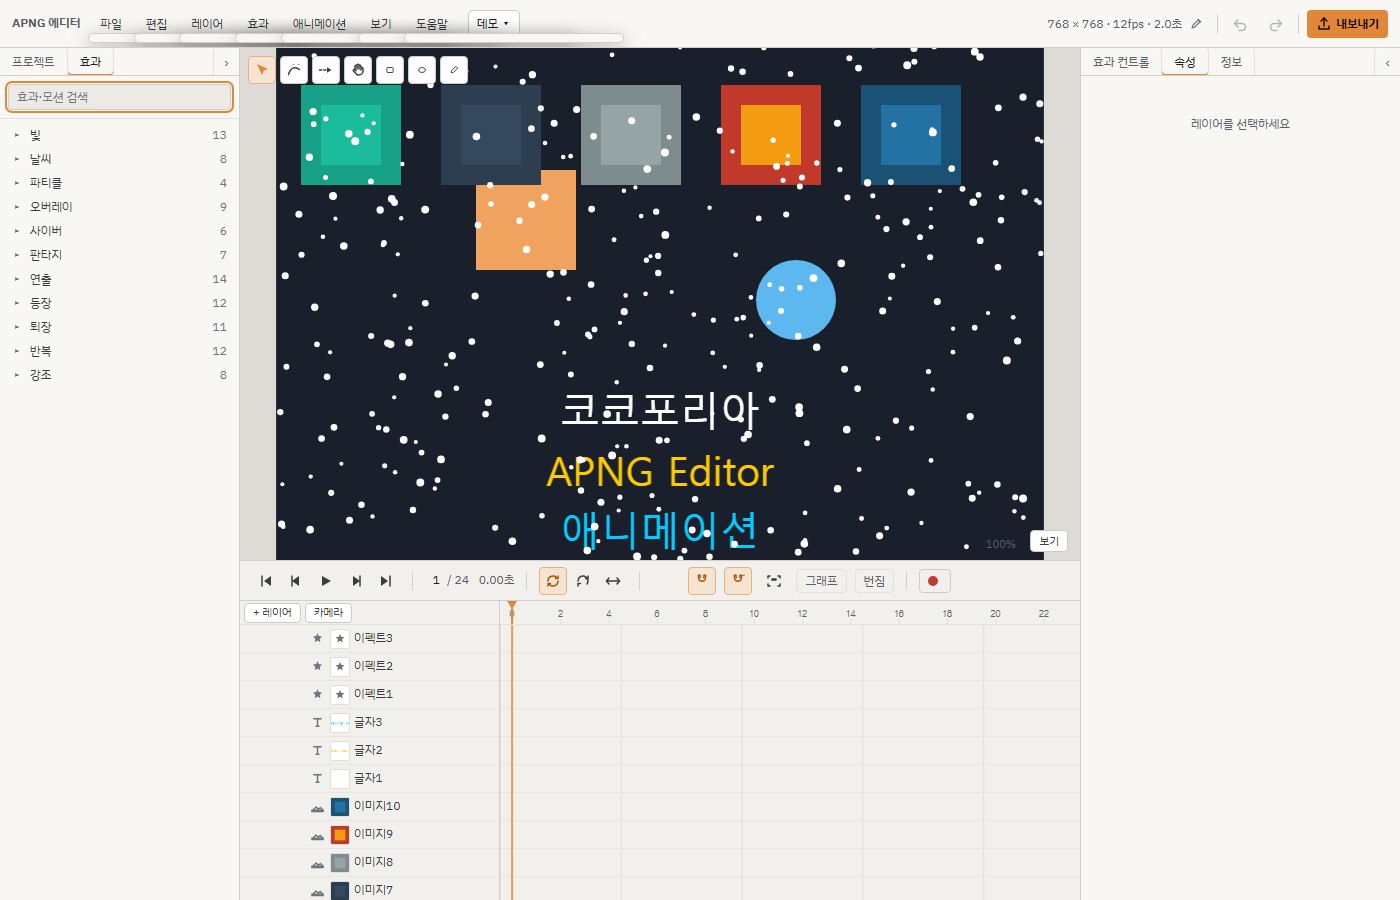 APNG 에디터 파일 편집 레이어 효과 애니메이션 보기 도움말 데모 768 × 768 · 12fps · 2.0초 내보내기
프로젝트 효과
효과·모션 검색
빛 13
날씨 8
파티클 4
오버레이 9
사이버 6
판타지 7
연출 14
등장 12
퇴장 11
반복 12
강조 8
코코포리아
APNG Editor
애니메이션
100% 보기
효과 컨트롤 속성 정보
레이어를 선택하세요
1 / 24 0.00초 그래프 번짐
+ 레이어 카메라 0 2 4 6 8 10 12 14 16 18 20 22
이펙트3
이펙트2
이펙트1
T 글자3
T 글자2
T 글자1
이미지10
이미지9
이미지8
이미지7